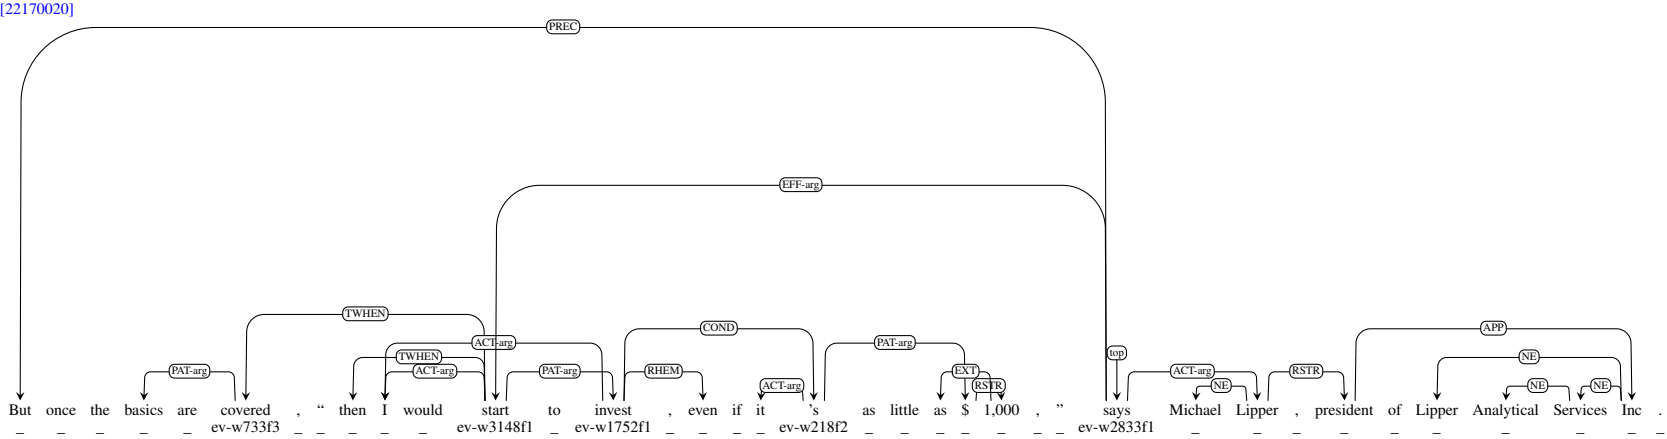 [22170020]
PREC
EFF-arg
TWHEN
COND APP
ACT-arg PAT-arg
top
TWHEN NE
PAT-arg ACT-arg PAT-arg RHEM EXT ACT-arg RSTR
ACT-arg RSTR NE NE NE
But once the basics are covered , “ then I would start to invest , even if it ’s as little as $ 1,000 , ” says Michael Lipper , president of Lipper Analytical Services Inc .
_ _ _ _ _ ev-w733f3 _ _ _ _ _ ev-w3148f1 _ ev-w1752f1 _ _ _ _ ev-w218f2 _ _ _ _ _ _ _ ev-w2833f1 _ _ _ _ _ _ _ _ _ _